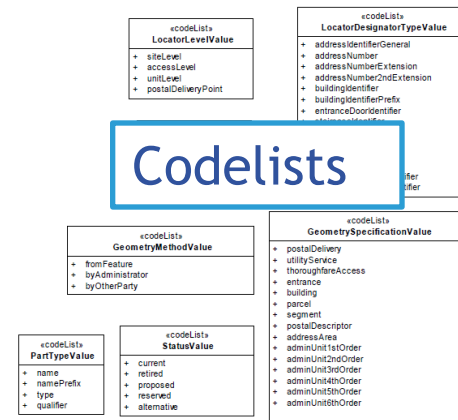 «codeList»
LocatorLevelValue
+ siteLevel
+ accessLevel
+ unitLevel
+ postalDeliveryPoint
«codeList»
LocatorDesignatorTypeValue
+ addressIdentifierGeneral
+ addressNumber
+ addressNumberExtension
+ addressNumber2ndExtension
+ buildingIdentifier
+ buildingIdentifierPrefix
+ entranceDoorIdentifier
Codelists
«codeList»
GeometryMethodValue
+ fromFeature
+ byAdministrator
+ byOtherParty
«codeList»
GeometrySpecificationValue
+ postalDelivery
+ utilityService
+ thoroughfareAccess
+ entrance
+ building
+ parcel
+ segment
+ postalDescriptor
+ addressArea
+ adminUnit1stOrder
+ adminUnit2ndOrder
+ adminUnit3rdOrder
+ adminUnit4thOrder
+ adminUnit5thOrder
+ adminUnit6thOrder
«codeList»
PartTypeValue
+ name
+ namePrefix
+ type
+ qualifier
«codeList»
StatusValue
+ current
+ retired
+ proposed
+ reserved
+ alternative